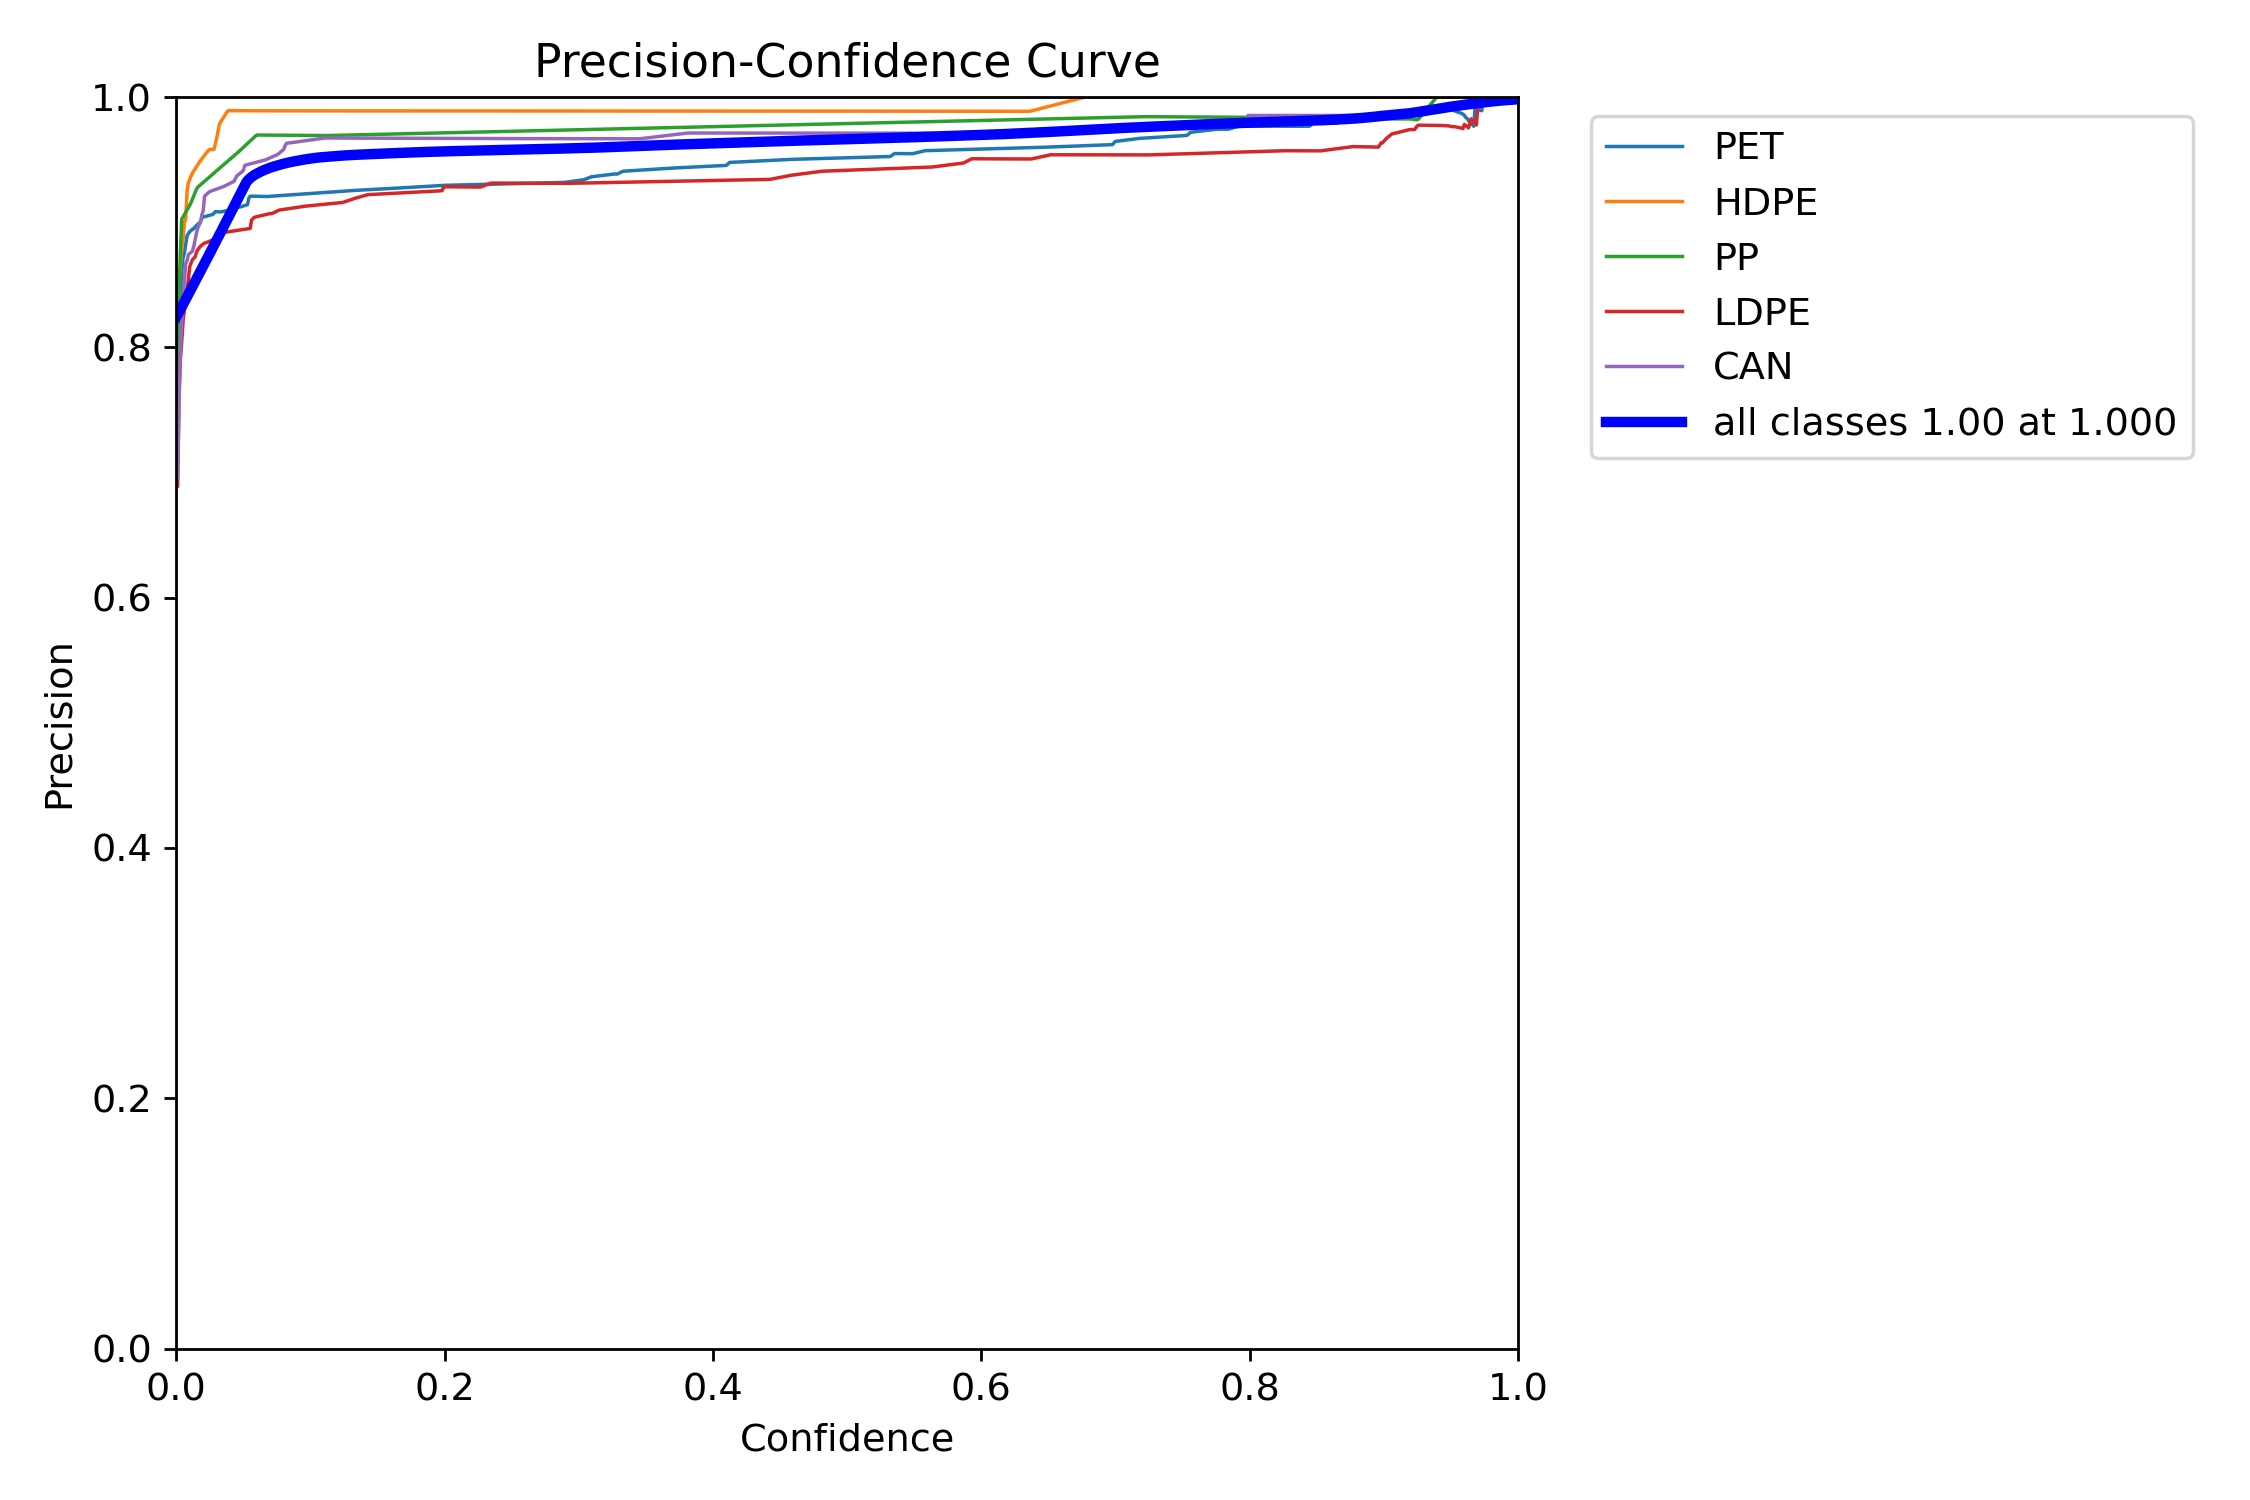 Precision-Confidence Curve
1.0
0.8
0.6
0.4
0.2
0.0
Precision
0.0 0.2 0.4 0.6 0.8 1.0
Confidence
PET
HDPE
PP
LDPE
CAN
all classes 1.00 at 1.000